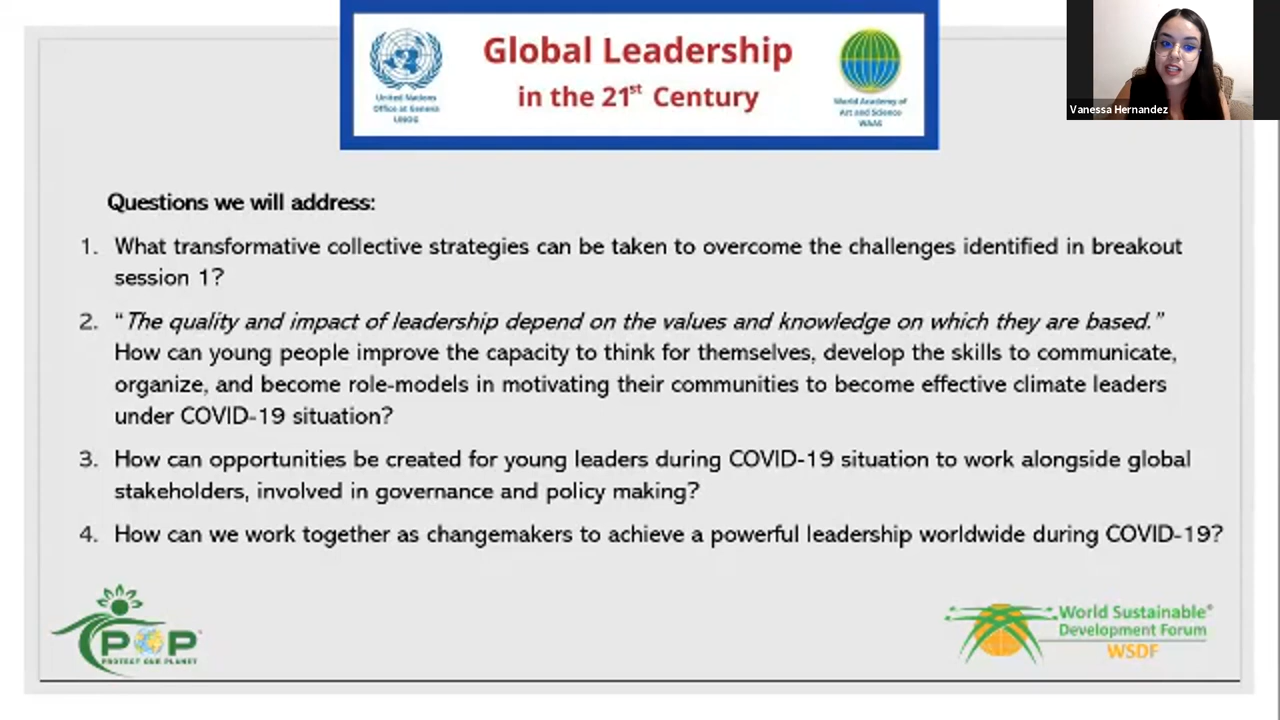 Global Leadership
in the 21st Century
United Nations
Office at Geneva
UNOG
World Academy of
Art and Science
WAAS
Vanessa Hernandez
Questions we will address:
1. What transformative collective strategies can be taken to overcome the challenges identified in breakout
session 1?
2. “The quality and impact of leadership depend on the values and knowledge on which they are based.”
How can young people improve the capacity to think for themselves, develop the skills to communicate,
organize, and become role-models in motivating their communities to become effective climate leaders
under COVID-19 situation?
3. How can opportunities be created for young leaders during COVID-19 situation to work alongside global
stakeholders, involved in governance and policy making?
4. How can we work together as changemakers to achieve a powerful leadership worldwide during COVID-19?
POP
PROTECT OUR PLANET
World Sustainable®
Development Forum
WSDF